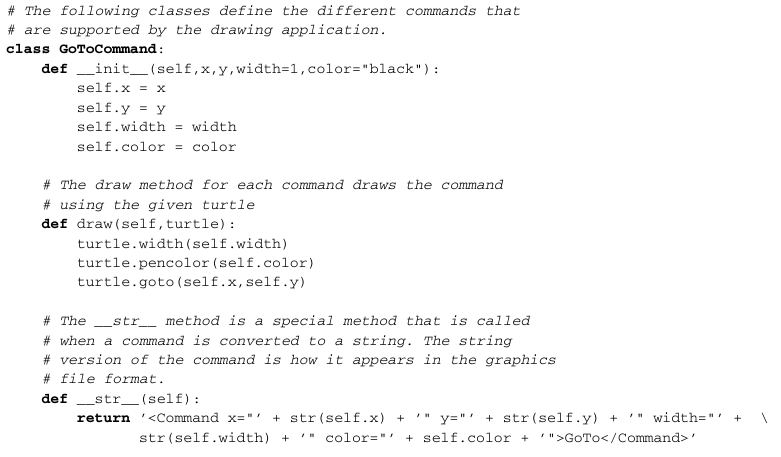 # The following classes define the different commands that
# are supported by the drawing application.
class GoToCommand:
    def __init__(self,x,y,width=1,color="black"):
        self.x = x
        self.y = y
        self.width = width
        self.color = color

    # The draw method for each command draws the command
    # using the given turtle
    def draw(self,turtle):
        turtle.width(self.width)
        turtle.pencolor(self.color)
        turtle.goto(self.x,self.y)

    # The __str__ method is a special method that is called
    # when a command is converted to a string. The string
    # version of the command is how it appears in the graphics
    # file format.
    def __str__(self):
        return ’<Command x="’ + str(self.x) + ’" y="’ + str(self.y) + ’" width="’ +  \
               str(self.width) + ’" color="’ + self.color + ’">GoTo</Command>’